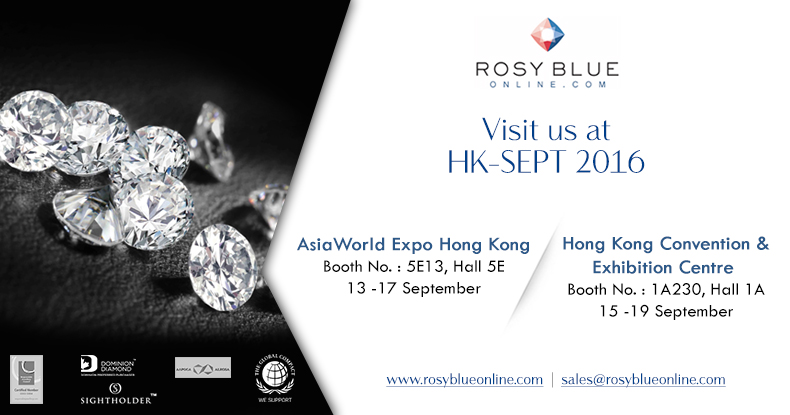 ROSY BLUE
ONLINE.COM
Visit us at
HK-SEPT 2016
AsiaWorld Expo Hong Kong
Booth No. : 5E13, Hall 5E
13 -17 September
Hong Kong Convention &
Exhibition Centre
Booth No. : 1A230, Hall 1A
15 -19 September
DOMINION
DIAMOND
SIGHTHOLDER™
ALROSA
THE GLOBAL COMPACT
WE SUPPORT
www.rosyblueonline.com | sales@rosyblueonline.com